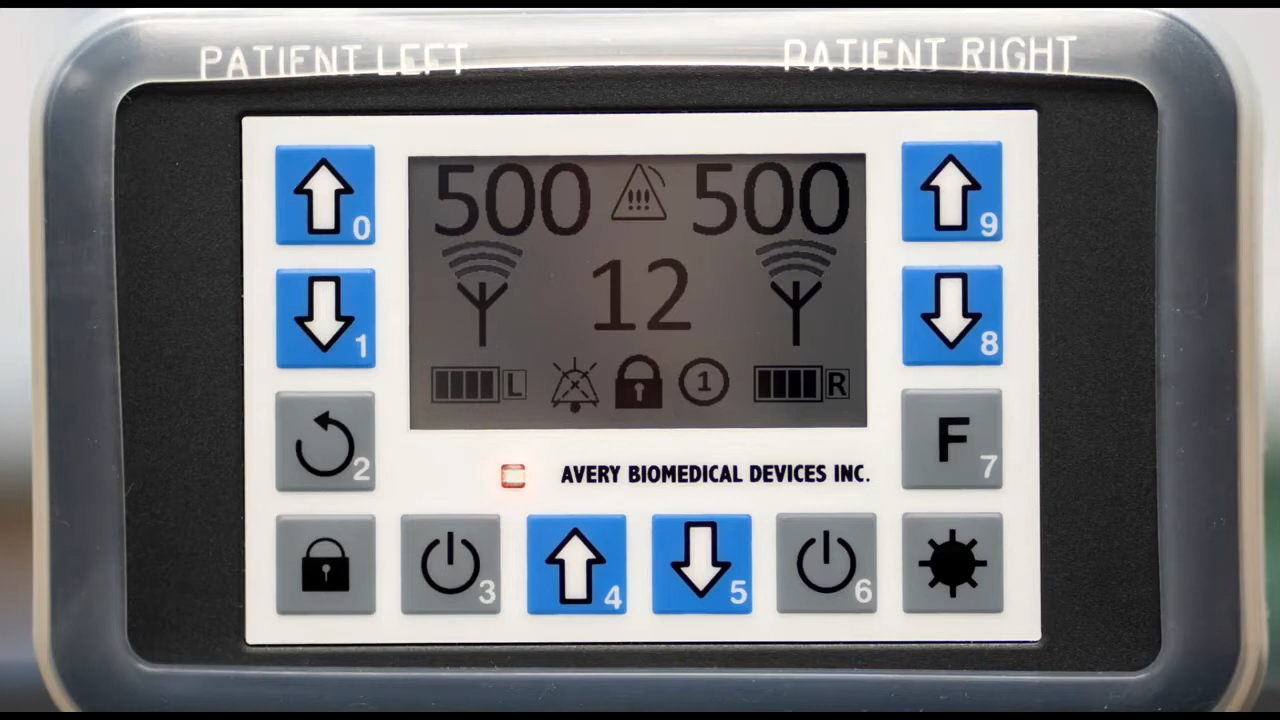 PATIENT LEFT PATIENT RIGHT
500 500
0 9
12
1 8
L 1 R
2 F 7
AVERY BIOMEDICAL DEVICES INC.
3 4 5 6